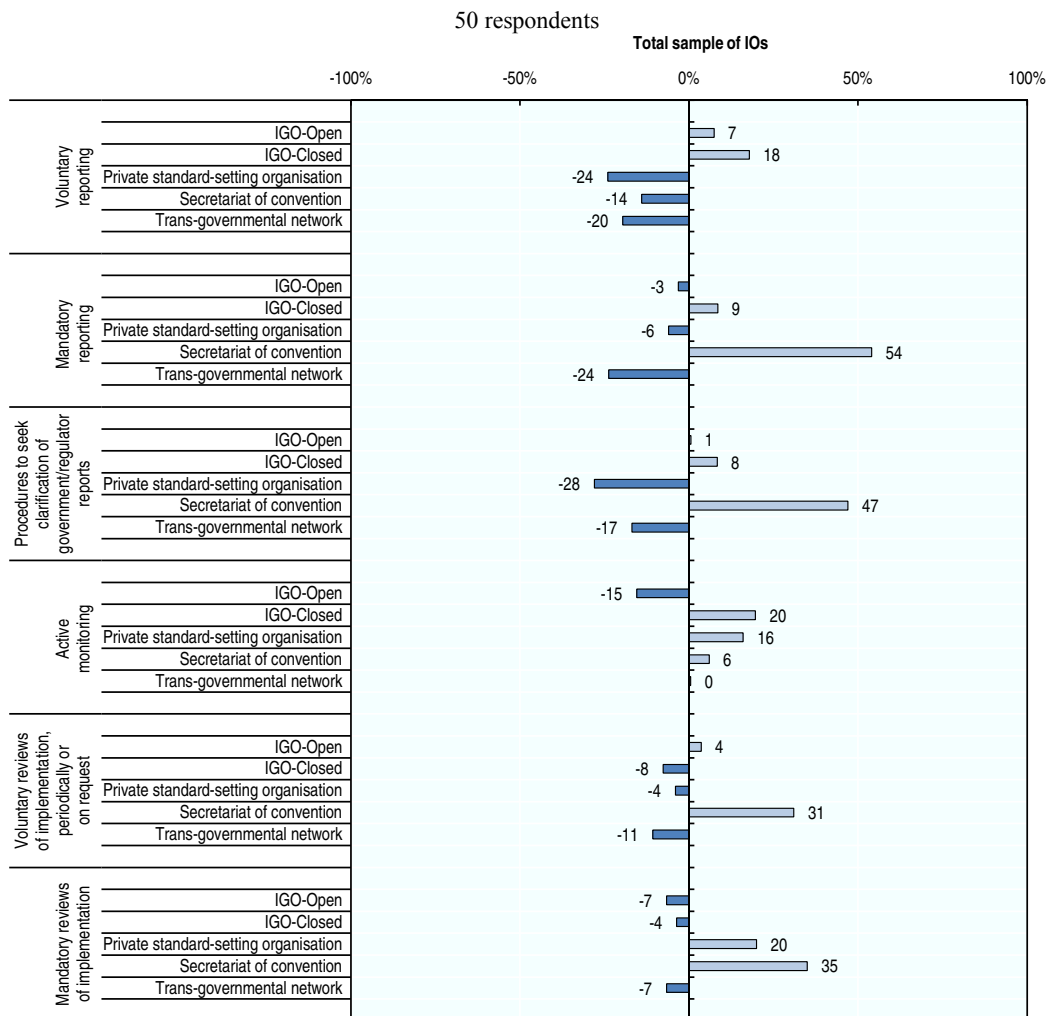 50 respondents
Total sample of IOs
-100% -50% 0% 50% 100%
Voluntary
reporting
IGO-Open 7
IGO-Closed 18
Private standard-setting organisation -24
Secretariat of convention -14
Trans-governmental network -20
Mandatory
reporting
IGO-Open -3
IGO-Closed 9
Private standard-setting organisation -6
Secretariat of convention 54
Trans-governmental network -24
Procedures to seek
clarification of
government/regulator
reports
IGO-Open 1
IGO-Closed 8
Private standard-setting organisation -28
Secretariat of convention 47
Trans-governmental network -17
Active
monitoring
IGO-Open -15
IGO-Closed 20
Private standard-setting organisation 16
Secretariat of convention 6
Trans-governmental network 0
Voluntary reviews
of implementation,
periodically or
on request
IGO-Open 4
IGO-Closed -8
Private standard-setting organisation -4
Secretariat of convention 31
Trans-governmental network -11
Mandatory reviews
of implementation
IGO-Open -7
IGO-Closed -4
Private standard-setting organisation 20
Secretariat of convention 35
Trans-governmental network -7